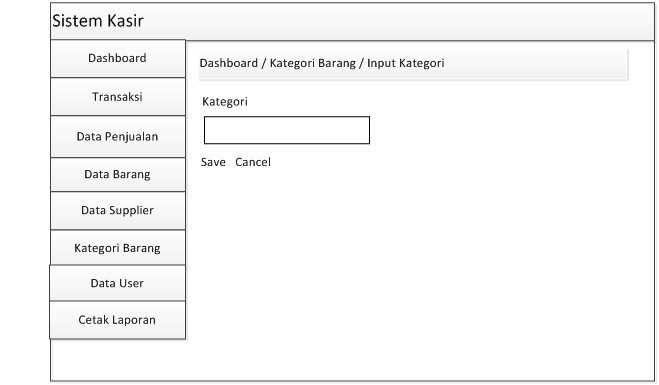 Sistem Kasir
Dashboard
Transaksi
Data Penjualan
Data Barang
Data Supplier
Kategori Barang
Data User
Cetak Laporan
Dashboard / Kategori Barang / Input Kategori
Kategori
Save Cancel